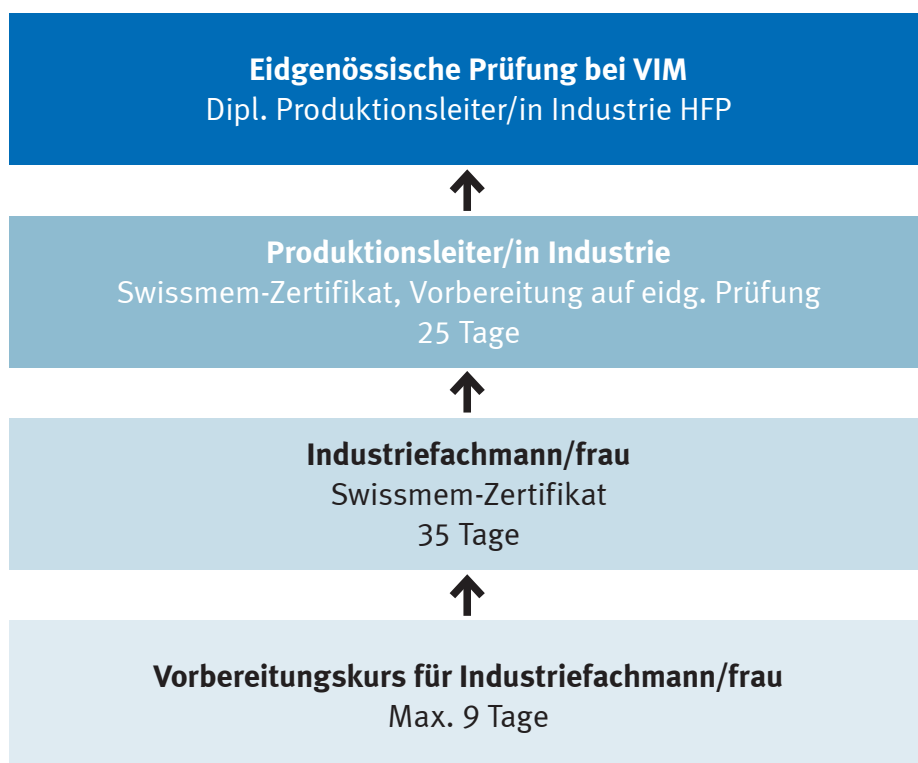 Eidgenössische Prüfung bei VIM
Dipl. Produktionsleiter/in Industrie HFP
Produktionsleiter/in Industrie
Swissmem-Zertifikat, Vorbereitung auf eidg. Prüfung
25 Tage
Industriefachmann/frau
Swissmem-Zertifikat
35 Tage
Vorbereitungskurs für Industriefachmann/frau
Max. 9 Tage